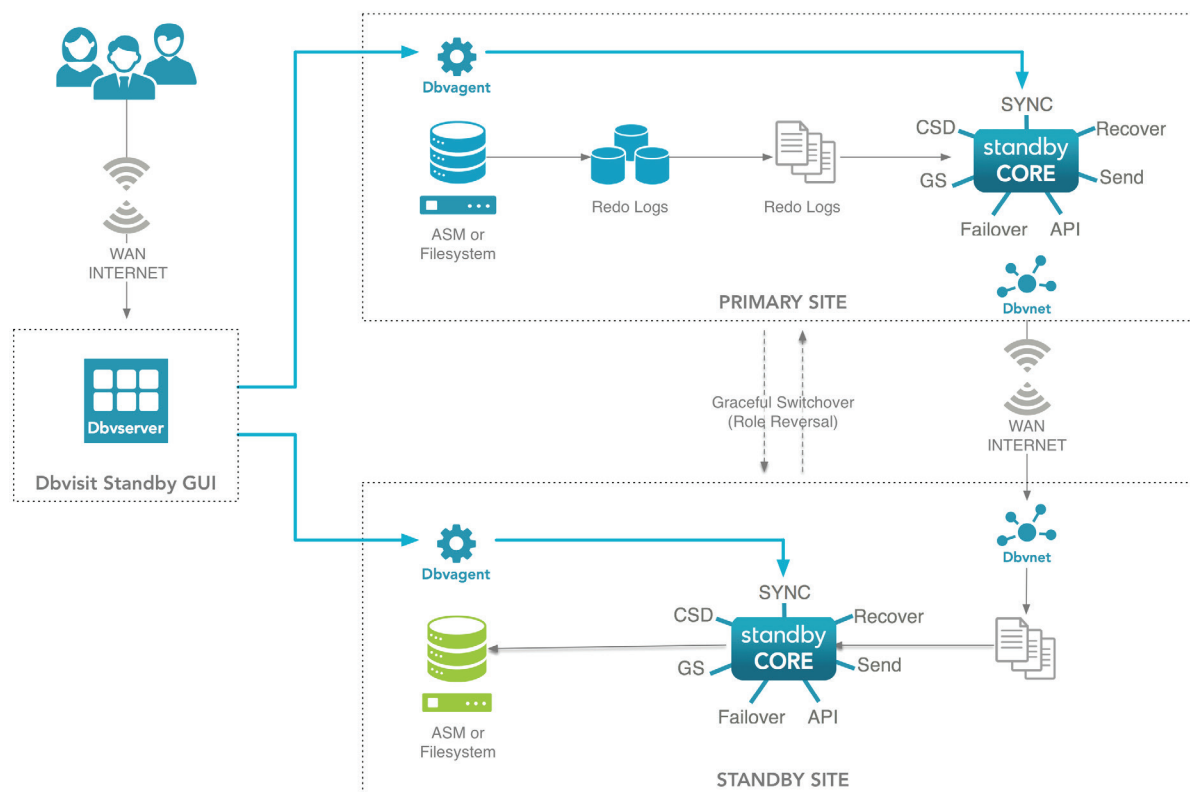 WAN
INTERNET
Dbvserver
Dbvisit Standby GUI
Dbvagent
SYNC
CSD
Recover
standby
CORE
GS
Send
Failover
API
ASM or
Filesystem
Redo Logs
Redo Logs
PRIMARY SITE
Dbvnet
Graceful Switchover
(Role Reversal)
WAN
INTERNET
Dbvnet
Dbvagent
SYNC
CSD
Recover
standby
CORE
GS
Send
Failover
API
ASM or
Filesystem
STANDBY SITE